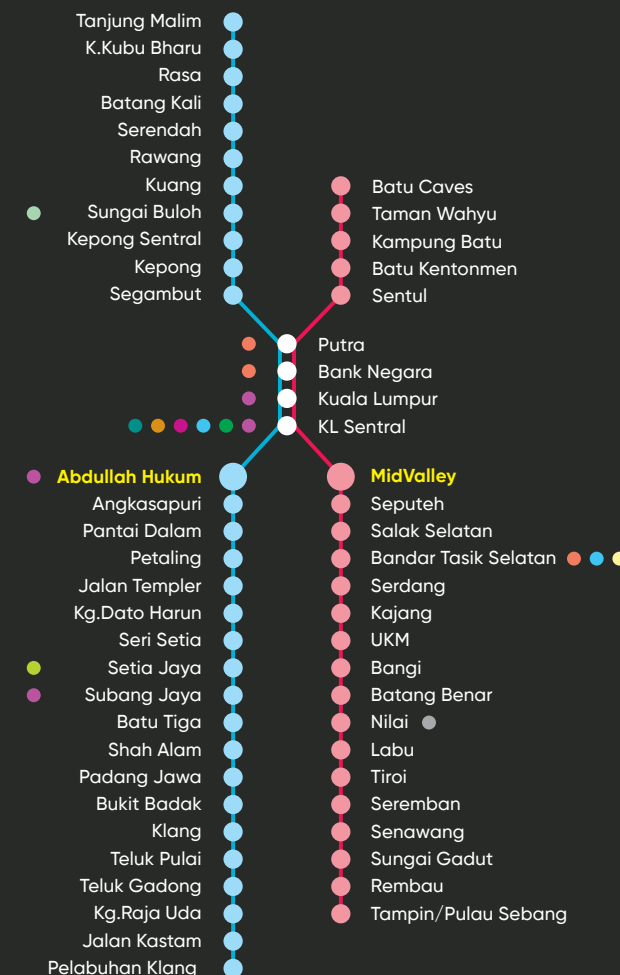 Tanjung Malim
K.Kubu Bharu
Rasa
Batang Kali
Serendah
Rawang
Kuang
Sungai Buloh
Kepong Sentral
Kepong
Segambut
Batu Caves
Taman Wahyu
Kampung Batu
Batu Kentonmen
Sentul
Putra
Bank Negara
Kuala Lumpur
KL Sentral
Abdullah Hukum
Angkasapuri
Pantai Dalam
Petaling
Jalan Templer
Kg.Dato Harun
Seri Setia
Setia Jaya
Subang Jaya
Batu Tiga
Shah Alam
Padang Jawa
Bukit Badak
Klang
Teluk Pulai
Teluk Gadong
Kg.Raja Uda
Jalan Kastam
Pelabuhan Klang
MidValley
Seputeh
Salak Selatan
Bandar Tasik Selatan
Serdang
Kajang
UKM
Bangi
Batang Benar
Nilai
Labu
Tiroi
Seremban
Senawang
Sungai Gadut
Rembau
Tampin/Pulau Sebang